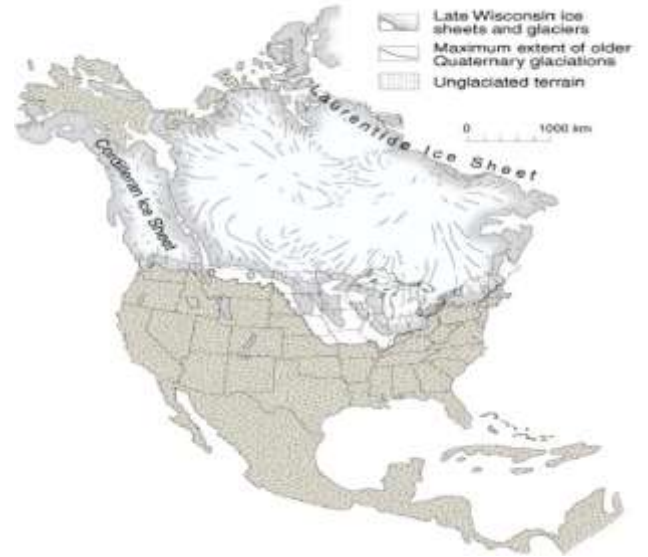 Late Wisconsin ice
sheets and glaciers
Maximum extent of older
Quaternary glaciations
Unglaciated terrain
0 1000 km
Laurentide Ice Sheet
Cordilleran Ice Sheet